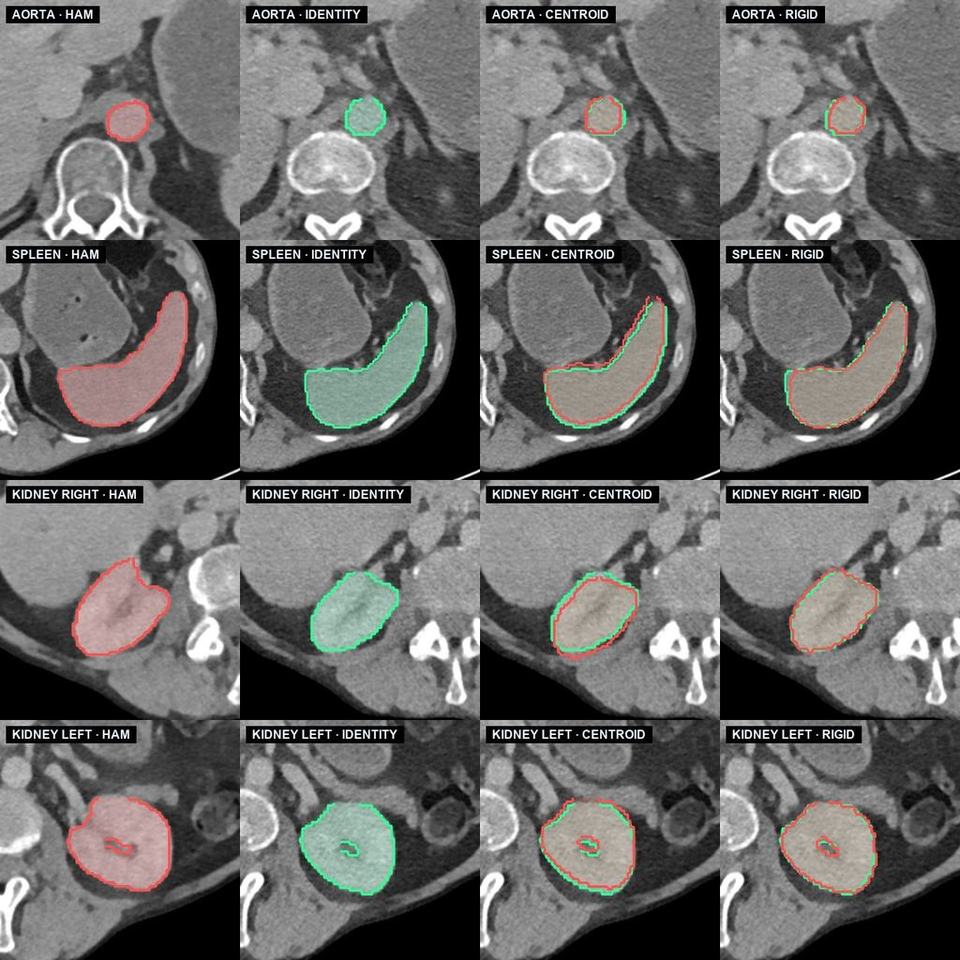 AORTA · HAM
AORTA · IDENTITY
AORTA · CENTROID
AORTA · RIGID
SPLEEN · HAM
SPLEEN · IDENTITY
SPLEEN · CENTROID
SPLEEN · RIGID
KIDNEY RIGHT · HAM
KIDNEY RIGHT · IDENTITY
KIDNEY RIGHT · CENTROID
KIDNEY RIGHT · RIGID
KIDNEY LEFT · HAM
KIDNEY LEFT · IDENTITY
KIDNEY LEFT · CENTROID
KIDNEY LEFT · RIGID